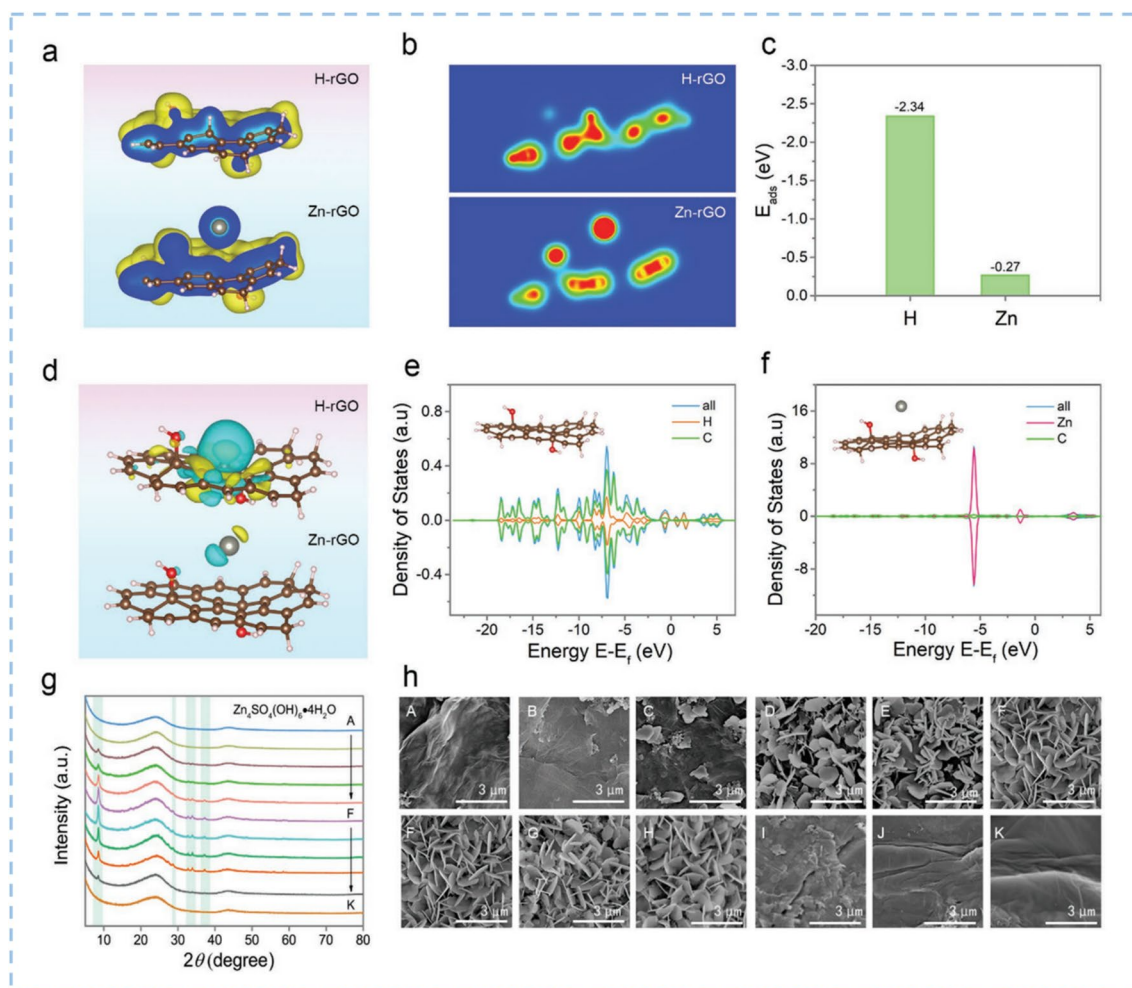 a
H-rGO
Zn-rGO
b
H-rGO
Zn-rGO
c
-3.0
-2.5
-2.0
-1.5
-1.0
-0.5
0.0
E_ads (eV)
-2.34
-0.27
H
Zn
d
H-rGO
Zn-rGO
e
0.8
0.4
0.0
-0.4
Density of States (a.u)
all
H
C
-20
-15
-10
-5
0
5
Energy E-E_f (eV)
f
16
8
0
-8
Density of States (a.u)
all
Zn
C
-20
-15
-10
-5
0
5
Energy E-E_f (eV)
g
Zn₄SO₄(OH)₆•4H₂O
A
F
K
Intensity (a.u.)
10
20
30
40
50
60
70
80
2θ (degree)
h
A
3 μm
B
3 μm
C
3 μm
D
3 μm
E
3 μm
F
3 μm
F
3 μm
G
3 μm
H
3 μm
I
3 μm
J
3 μm
K
3 μm